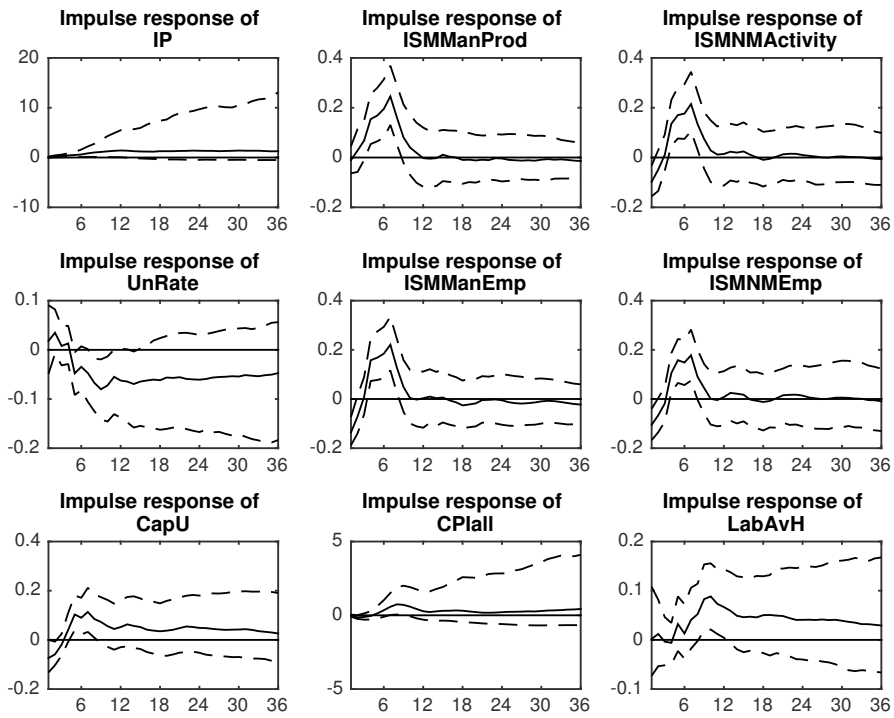 Impulse response of
IP
20
10
0
-10
6 12 18 24 30 36
Impulse response of
ISMManProd
0.4
0.2
0
-0.2
6 12 18 24 30 36
Impulse response of
ISMNMActivity
0.4
0.2
0
-0.2
6 12 18 24 30 36
Impulse response of
UnRate
0.1
0
-0.1
-0.2
6 12 18 24 30 36
Impulse response of
ISMManEmp
0.4
0.2
0
-0.2
6 12 18 24 30 36
Impulse response of
ISMNMEmp
0.4
0.2
0
-0.2
6 12 18 24 30 36
Impulse response of
CapU
0.4
0.2
0
-0.2
6 12 18 24 30 36
Impulse response of
CPIall
5
0
-5
6 12 18 24 30 36
Impulse response of
LabAvH
0.2
0.1
0
-0.1
6 12 18 24 30 36